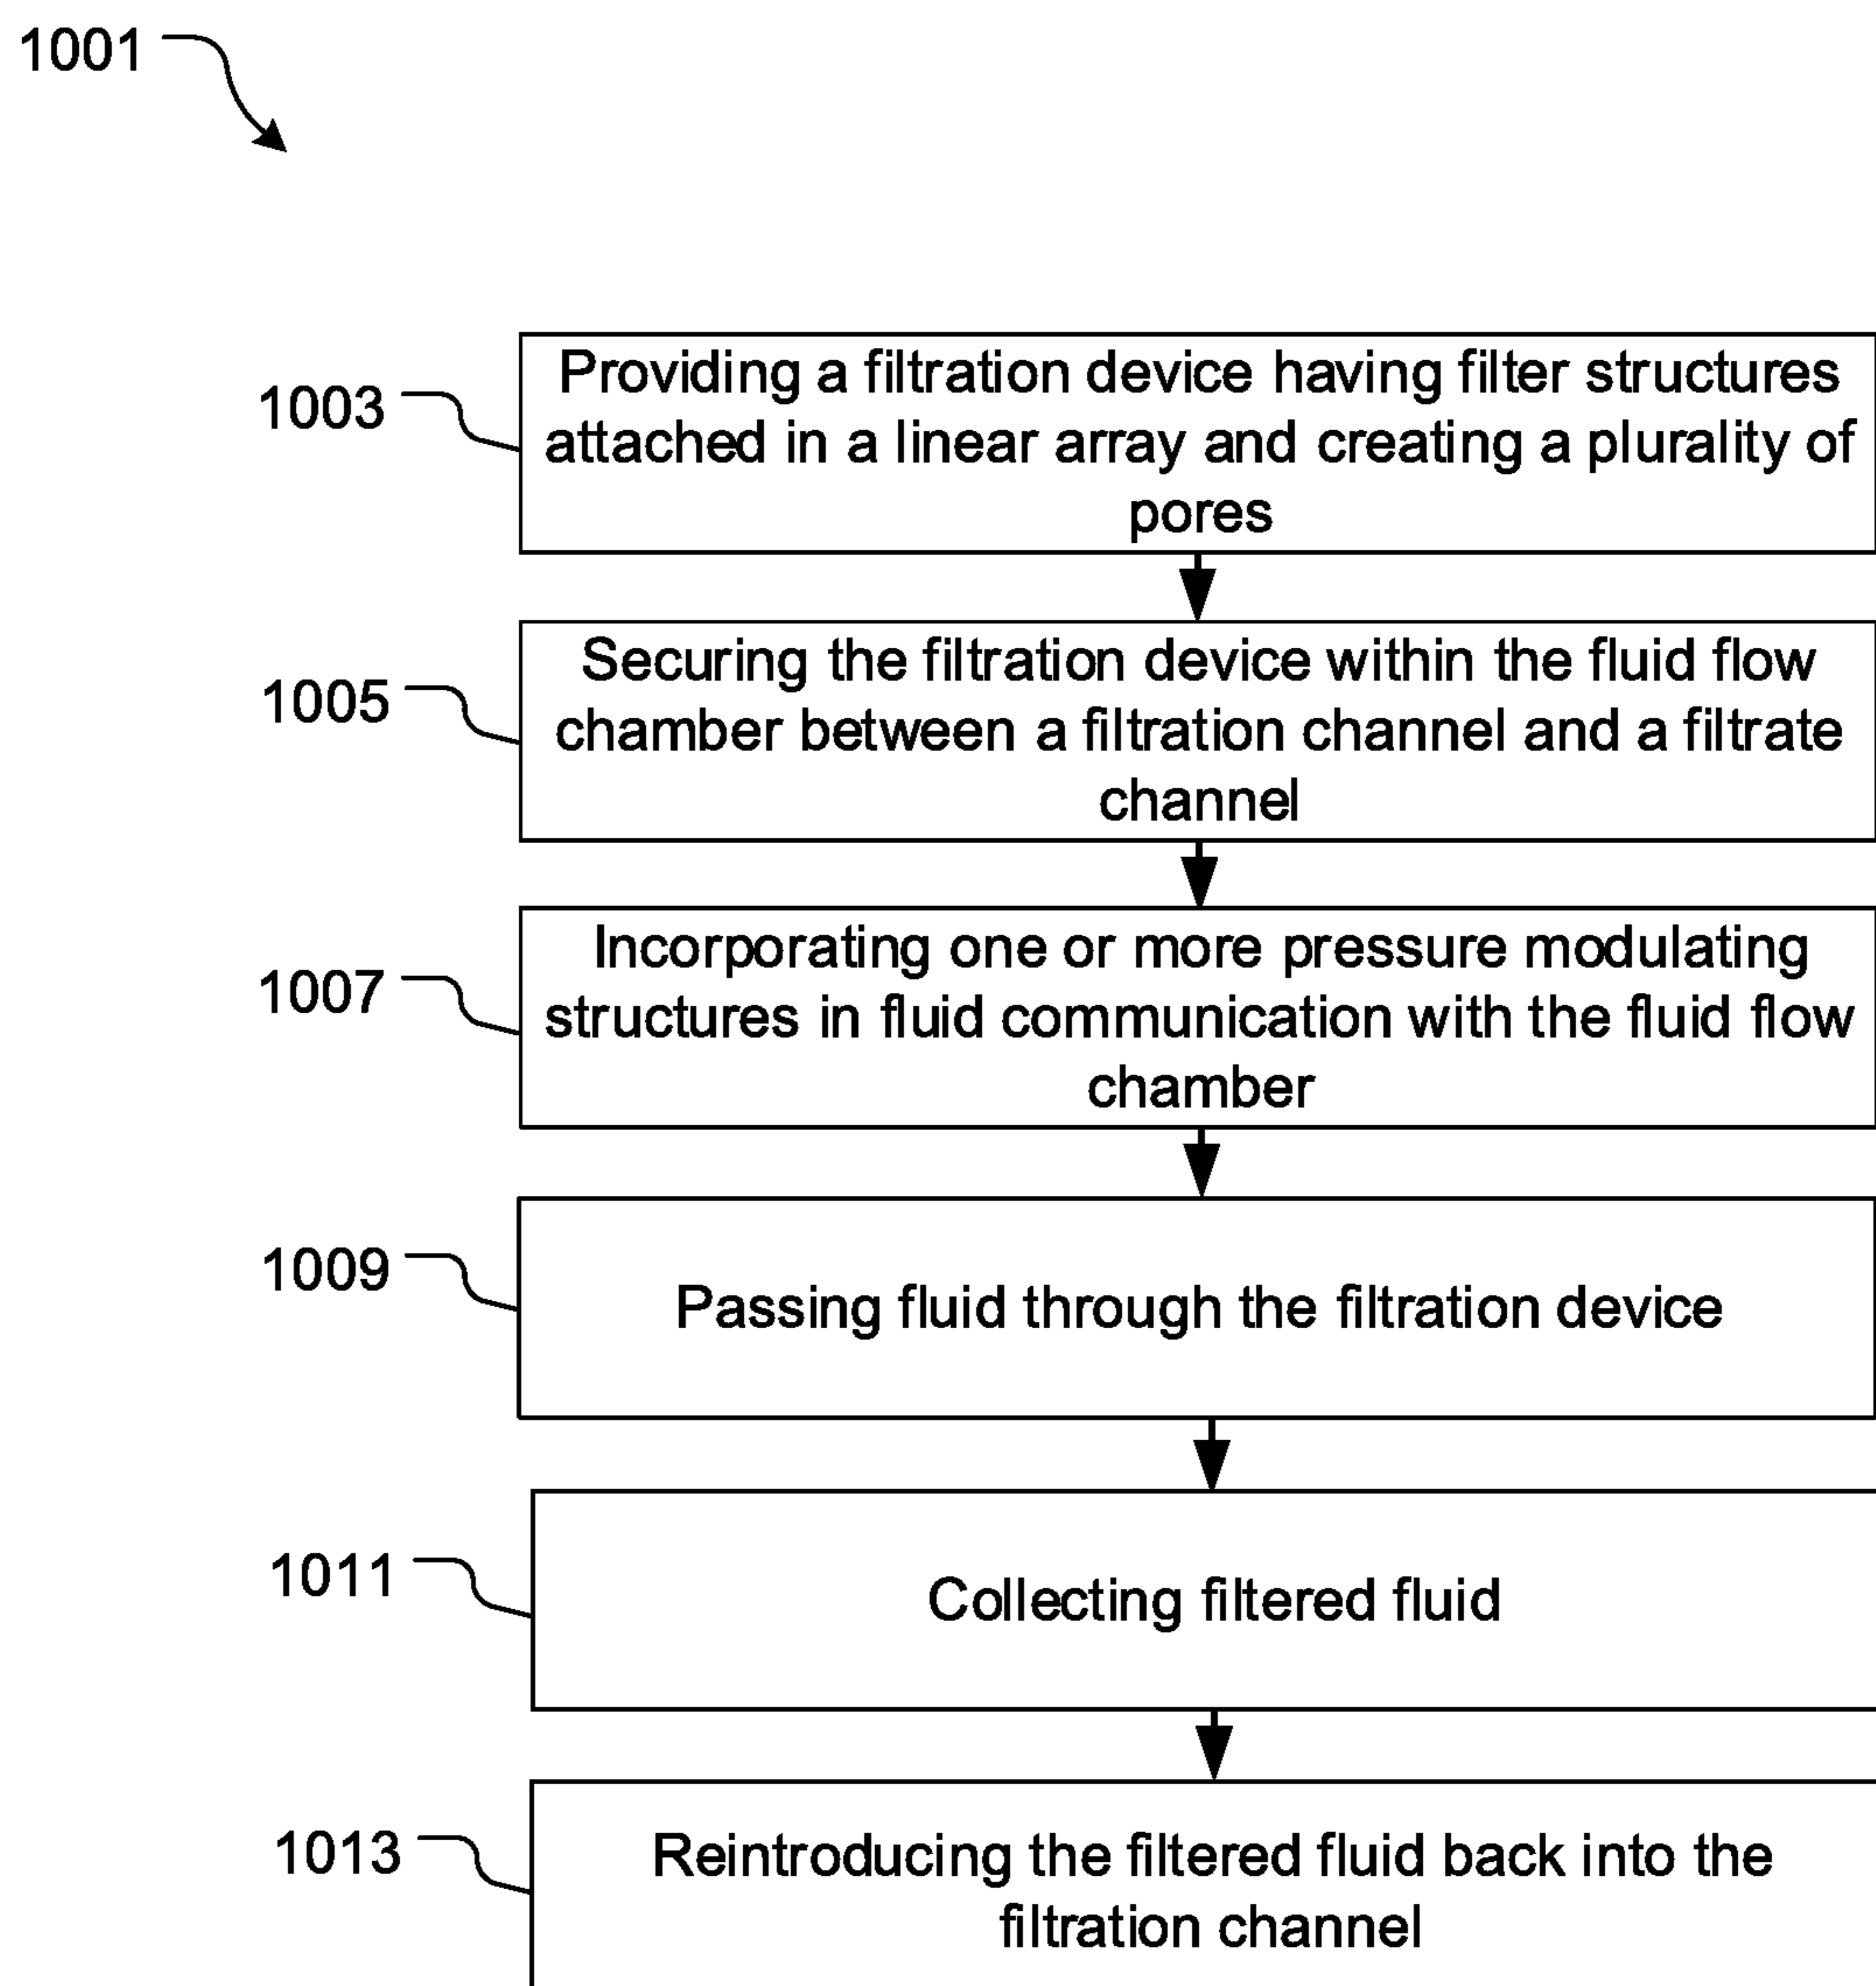 1001
1003
Providing a filtration device having filter structures
attached in a linear array and creating a plurality of
pores
1005
Securing the filtration device within the fluid flow
chamber between a filtration channel and a filtrate
channel
1007
Incorporating one or more pressure modulating
structures in fluid communication with the fluid flow
chamber
1009
Passing fluid through the filtration device
1011
Collecting filtered fluid
1013
Reintroducing the filtered fluid back into the
filtration channel